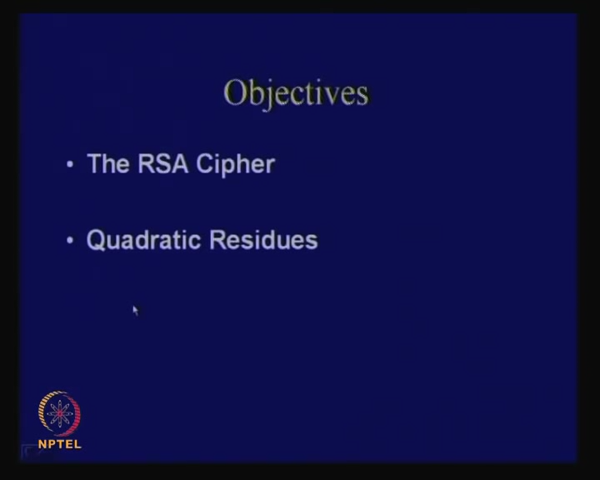 Objectives
• The RSA Cipher
• Quadratic Residues
NPTEL